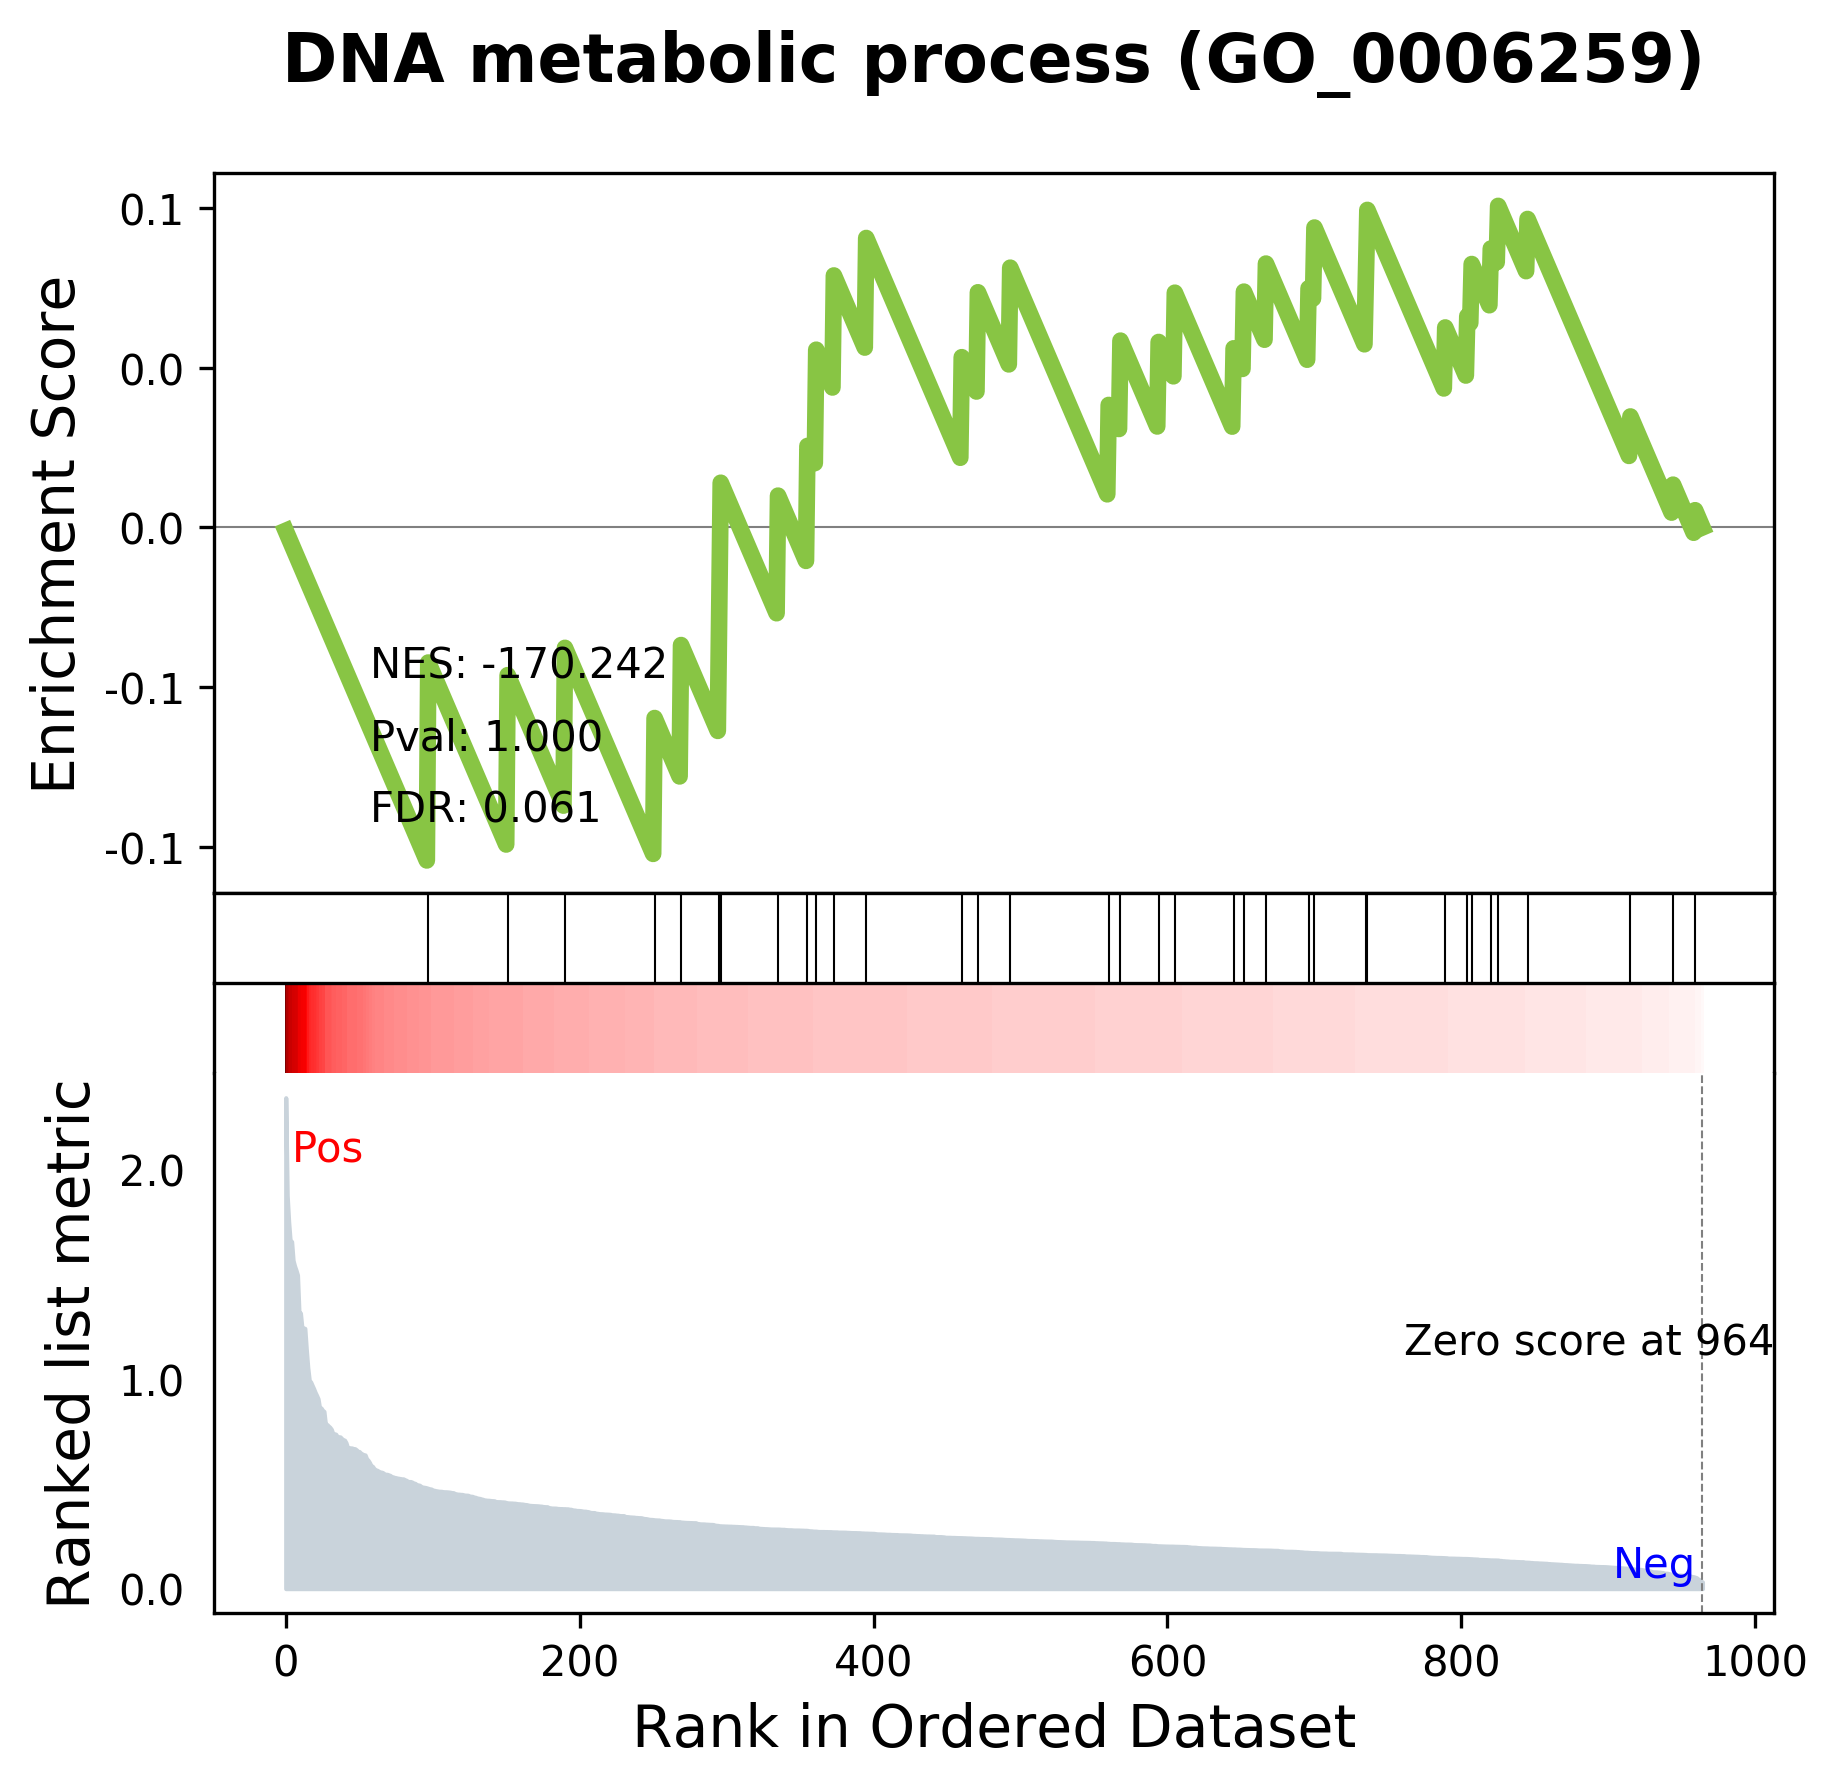 DNA metabolic process (GO_0006259)
Enrichment Score
0.1
0.0
0.0
-0.1
-0.1
NES: -170.242
Pval: 1.000
FDR: 0.061
Ranked list metric
2.0
1.0
0.0
Pos
Zero score at 964
Neg
0 200 400 600 800 1000
Rank in Ordered Dataset